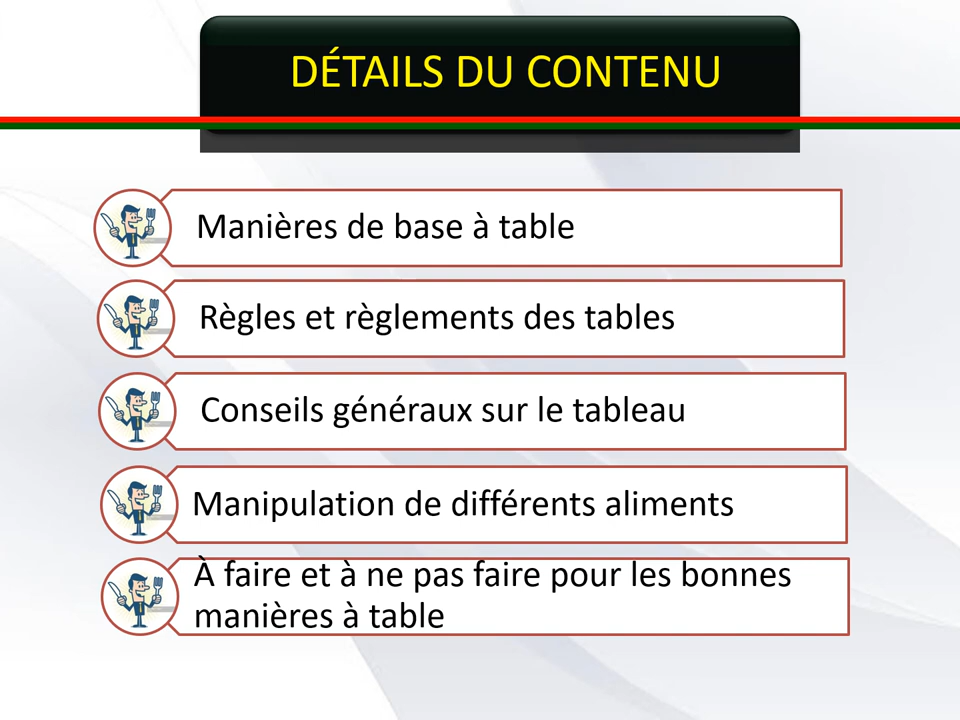 DÉTAILS DU CONTENU
Manières de base à table
Règles et règlements des tables
Conseils généraux sur le tableau
Manipulation de différents aliments
À faire et à ne pas faire pour les bonnes
manières à table